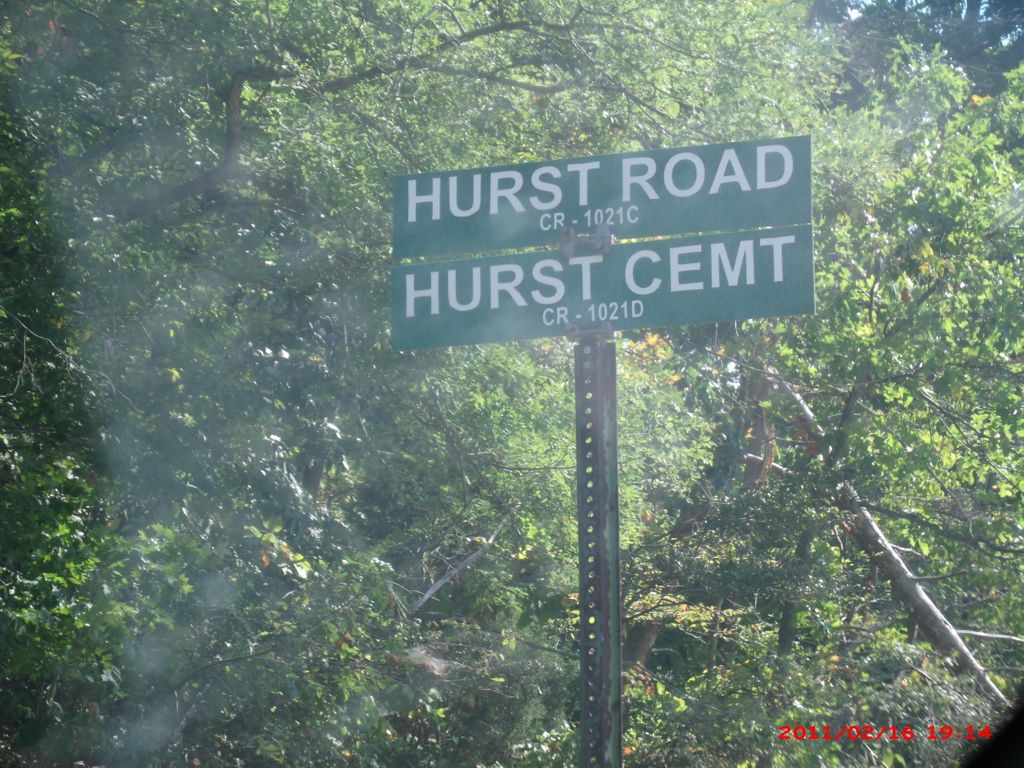 HURST ROAD
CR - 1021C
HURST CEMT
CR - 1021D
2011/02/16 19:14